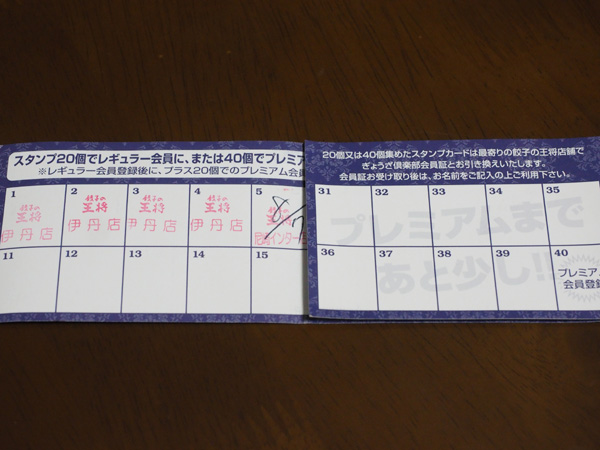 スタンプ20個でレギュラー会員に、または40個でプレミア
※レギュラー会員登録後に、プラス20個でのプレミアム会員
1
2
3
4
5
餃子の
王将
伊丹店
餃子の
王将
伊丹店
餃子の
王将
伊丹店
餃子の
王将
伊丹店
王将
尼崎インター
11
12
13
14
15
20個又は40個集めたスタンプカードは最寄りの餃子の王将店舗で
ぎょうざ倶楽部会員証とお引き換えいたします。
会員証お受け取り後は、お名前をご記入の上ご利用下さい。
31
32
33
34
35
プレミアムまで
36
37
38
39
40
あと少し!!
プレミア
会員登録